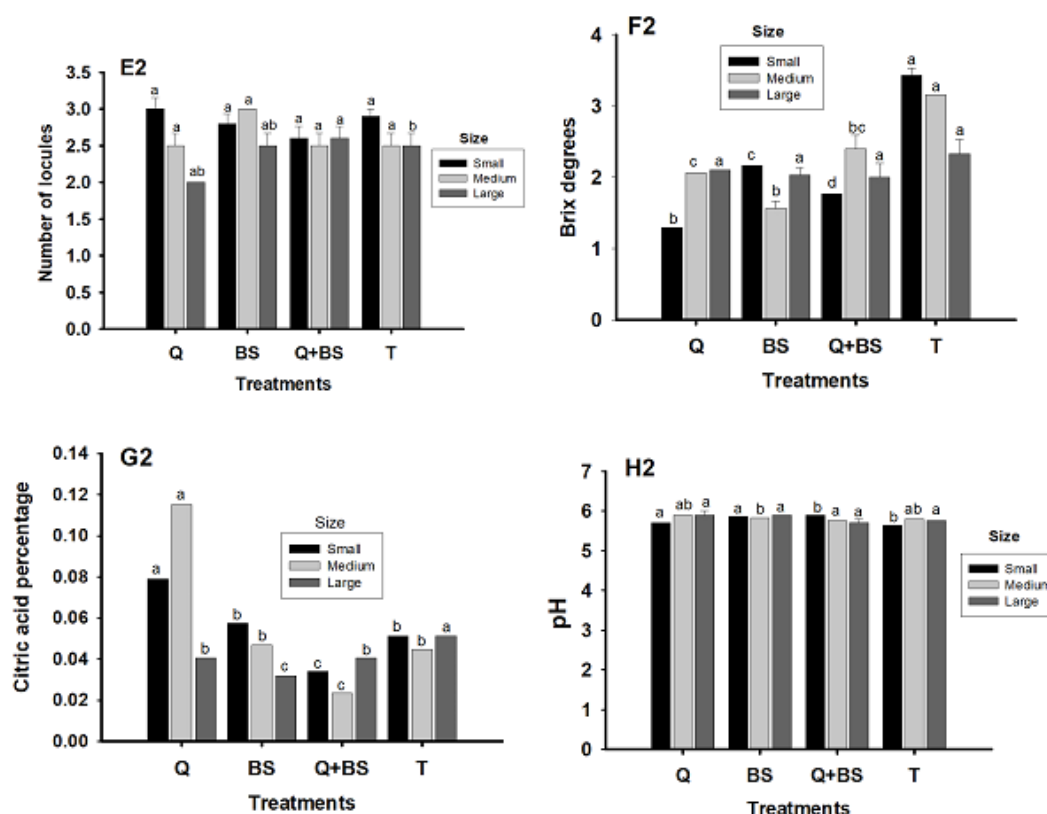 E2
Number of locules
3.5
3.0
2.5
2.0
1.5
1.0
0.5
0.0
a
a
ab
a
a
ab
a
a
a
a
a
b
Size
Small
Medium
Large
Q
BS
Q+BS
T
Treatments
F2
Brix degrees
4
3
2
1
0
Size
Small
Medium
Large
b
c
a
c
b
a
d
bc
a
a
a
a
Q
BS
Q+BS
T
Treatments
G2
Citric acid percentage
0.14
0.12
0.10
0.08
0.06
0.04
0.02
0.00
a
a
b
b
b
c
c
c
b
b
b
a
Size
Small
Medium
Large
Q
BS
Q+BS
T
Treatments
H2
pH
7
6
5
4
3
2
1
0
a
ab
a
a
b
a
b
a
a
b
ab
a
Size
Small
Medium
Large
Q
BS
Q+BS
T
Treatments